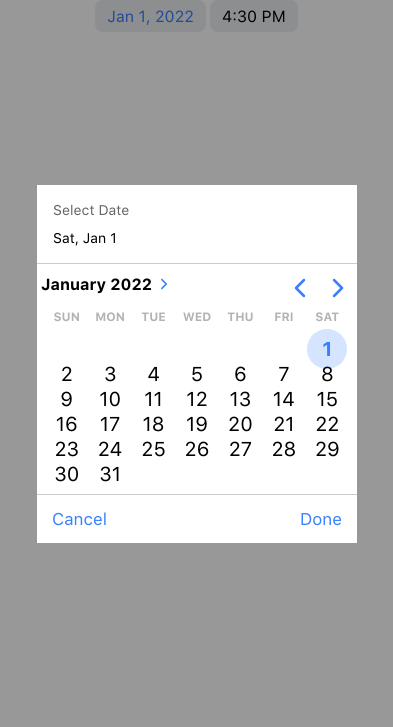 Jan 1, 2022 4:30 PM
Select Date
Sat, Jan 1
January 2022
SUN MON TUE WED THU FRI SAT
1
2 3 4 5 6 7 8
9 10 11 12 13 14 15
16 17 18 19 20 21 22
23 24 25 26 27 28 29
30 31
Cancel Done